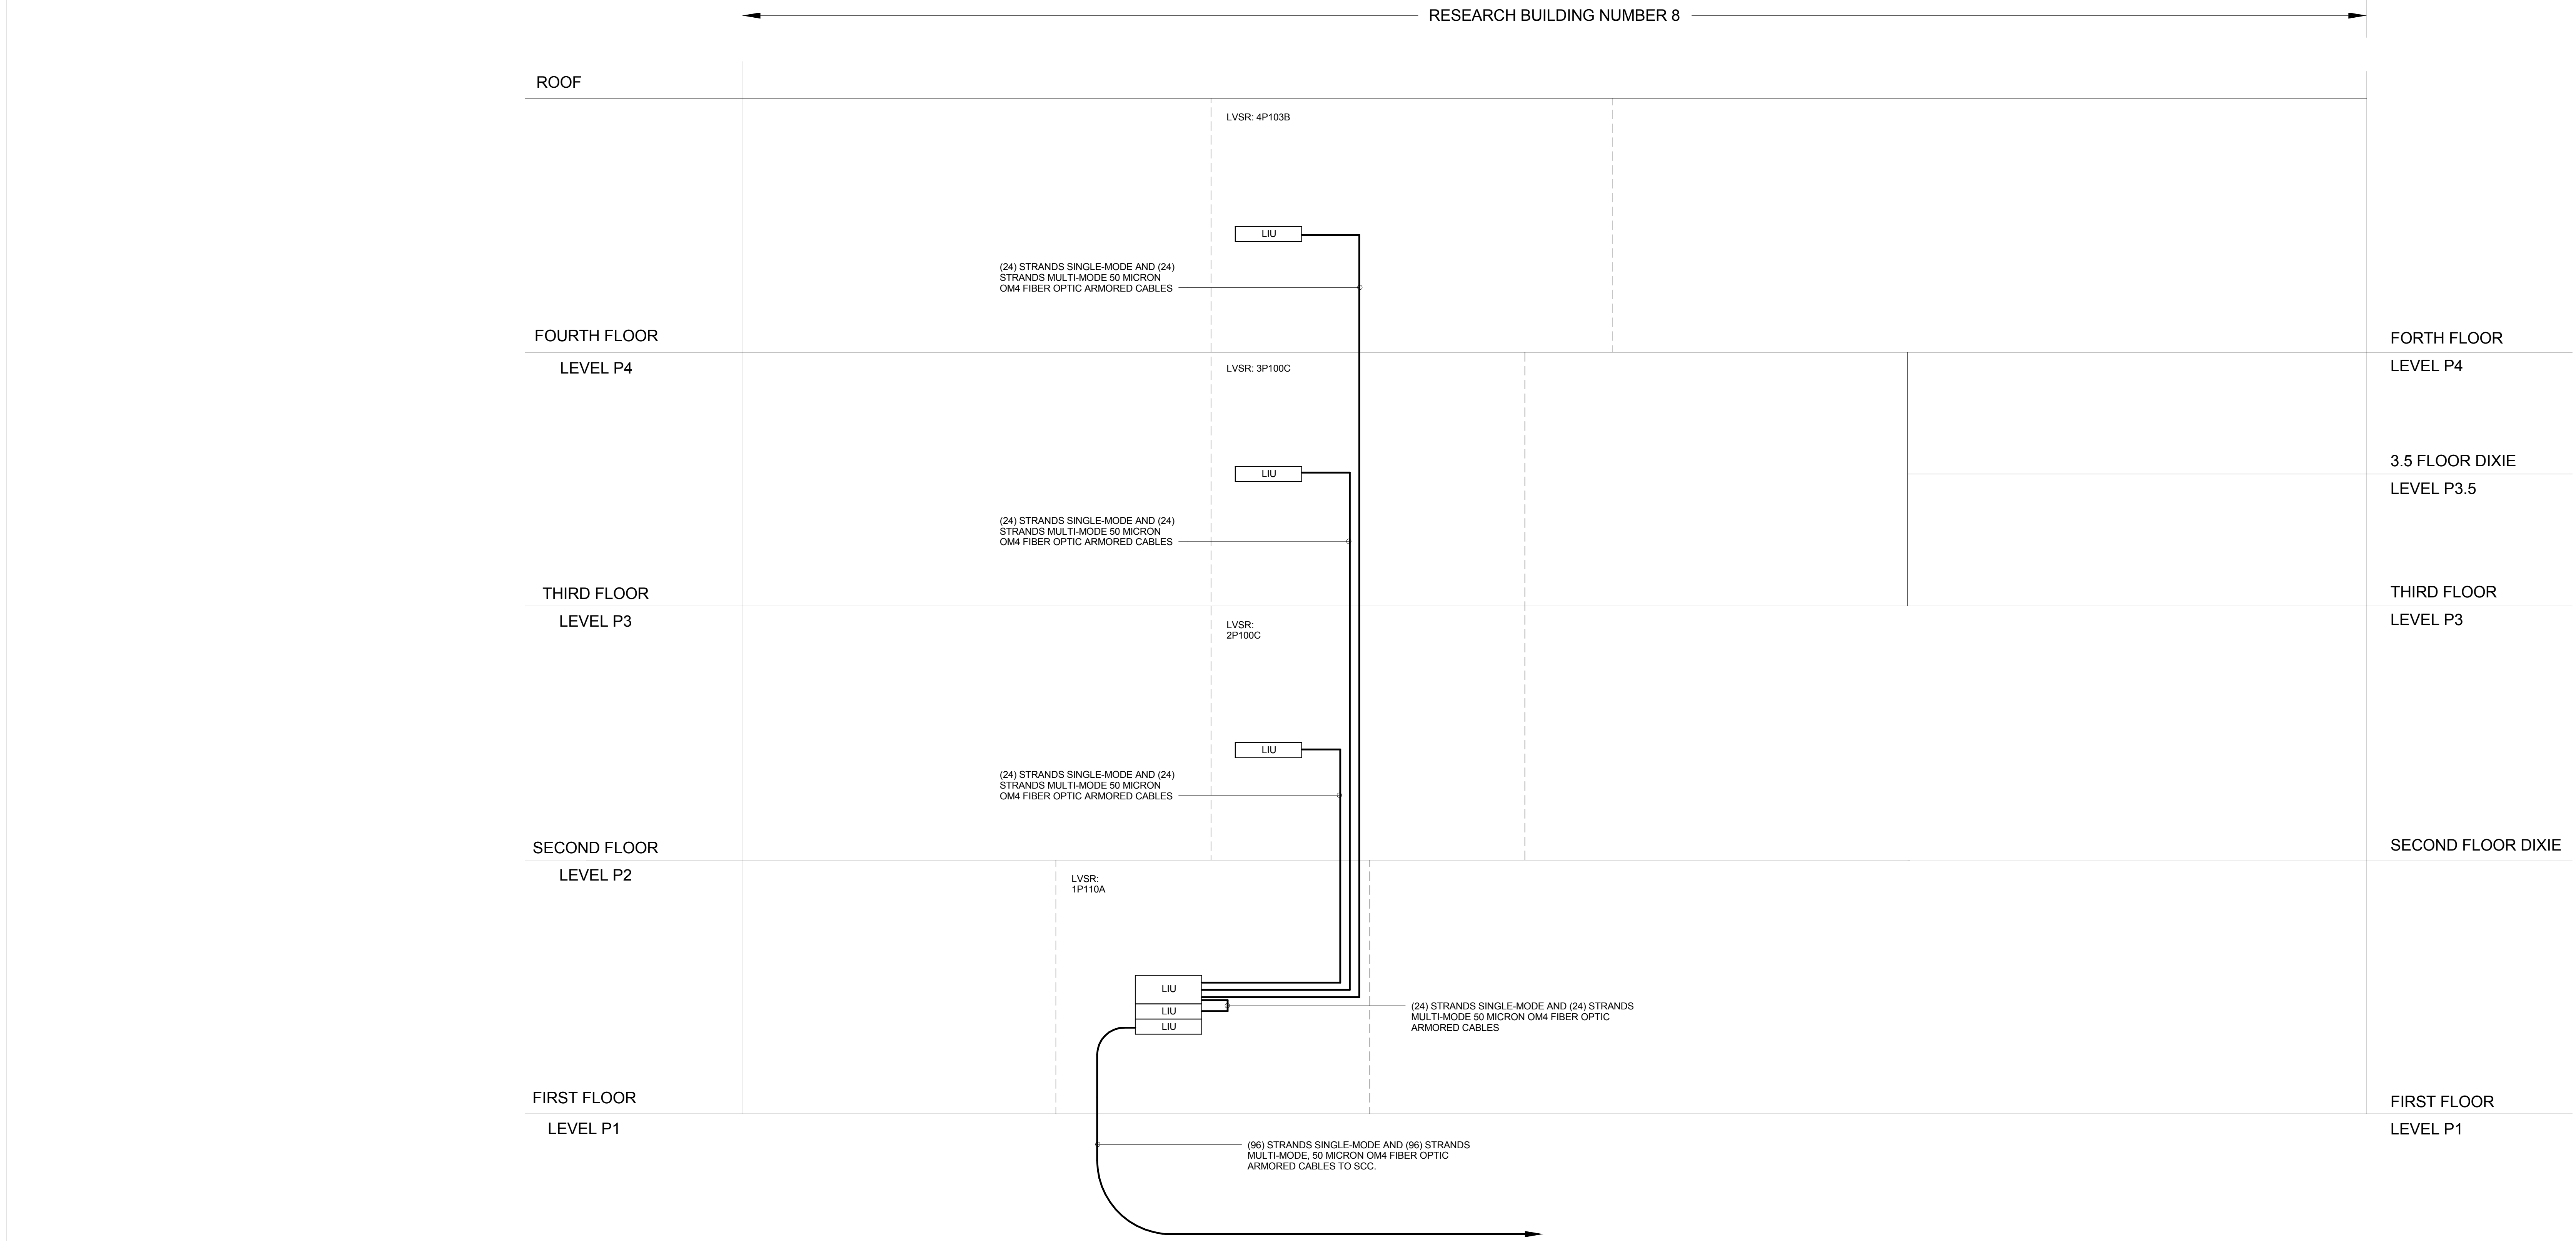 RESEARCH BUILDING NUMBER 8
ROOF
LVSR: 4P103B
LIU
(24) STRANDS SINGLE-MODE AND (24)
STRANDS MULTI-MODE 50 MICRON
OM4 FIBER OPTIC ARMORED CABLES
FOURTH FLOOR
FORTH FLOOR
LEVEL P4
LVSR: 3P100C
LEVEL P4
3.5 FLOOR DIXIE
LIU
LEVEL P3.5
(24) STRANDS SINGLE-MODE AND (24)
STRANDS MULTI-MODE 50 MICRON
OM4 FIBER OPTIC ARMORED CABLES
THIRD FLOOR
THIRD FLOOR
LEVEL P3
LVSR:
2P100C
LEVEL P3
LIU
(24) STRANDS SINGLE-MODE AND (24)
STRANDS MULTI-MODE 50 MICRON
OM4 FIBER OPTIC ARMORED CABLES
SECOND FLOOR
SECOND FLOOR DIXIE
LEVEL P2
LVSR:
1P110A
LIU
LIU
LIU
(24) STRANDS SINGLE-MODE AND (24) STRANDS
MULTI-MODE 50 MICRON OM4 FIBER OPTIC
ARMORED CABLES
FIRST FLOOR
FIRST FLOOR
LEVEL P1
LEVEL P1
(96) STRANDS SINGLE-MODE AND (96) STRANDS
MULTI-MODE, 50 MICRON OM4 FIBER OPTIC
ARMORED CABLES TO SCC.